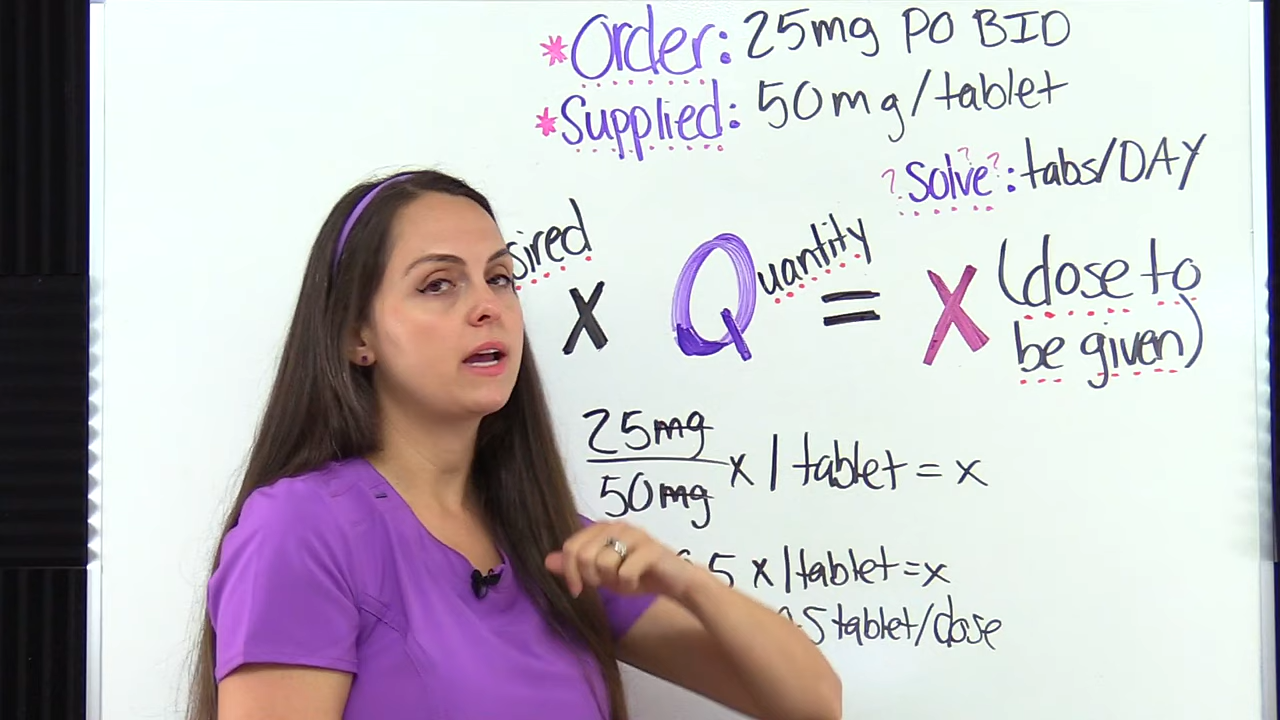 *Order: 25mg PO BID
*Supplied: 50mg/tablet
?Solve??: tabs/DAY
sired x Quantity = X (dose to be given)
25mg
50mg x 1 tablet = x
5 x 1 tablet = x
.5 tablet/dose